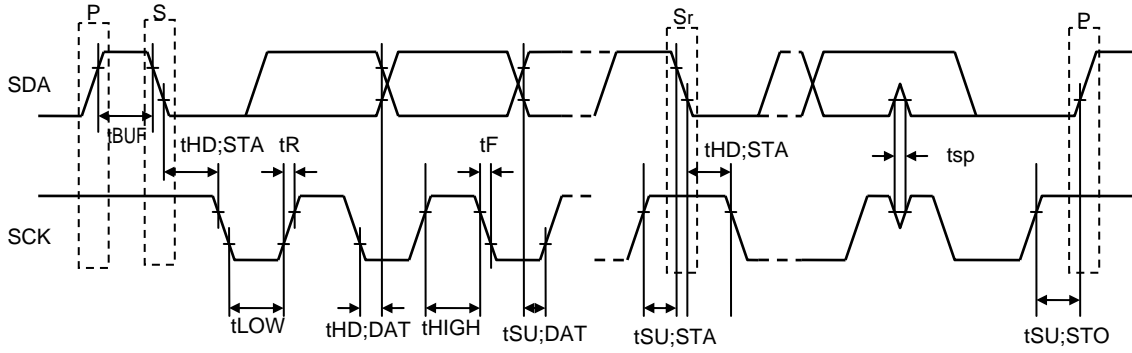 P S Sr P
SDA
tBUF
tHD;STA tR tF tHD;STA tsp
SCK
tLOW tHD;DAT tHIGH tSU;DAT tSU;STA tSU;STO